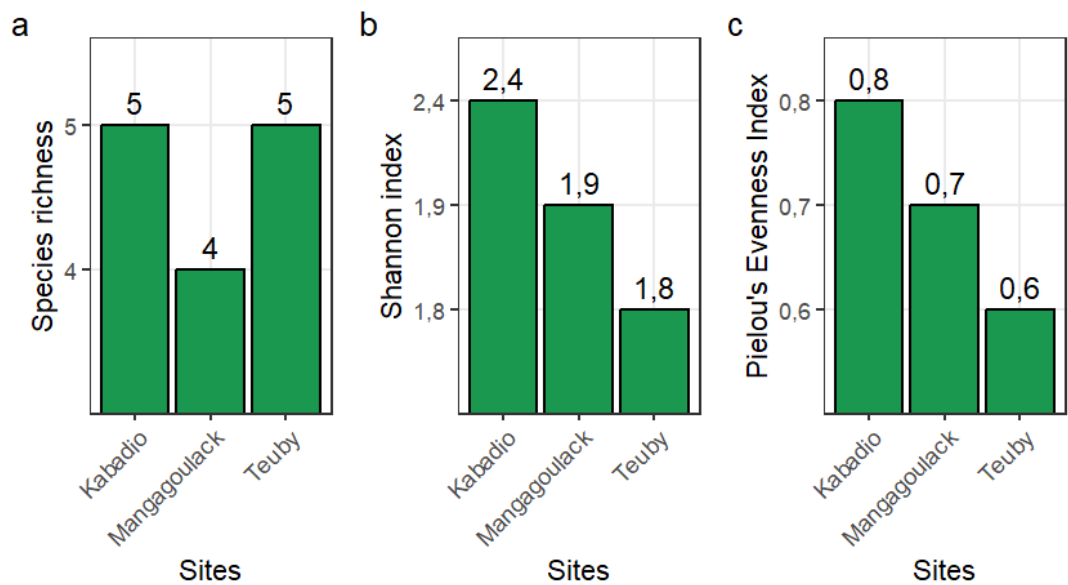 a
Species richness
5
4
5
4
5
Kabadio
Mangagoulack
Teuby
Sites
b
Shannon index
2,4
1,9
1,8
2,4
1,9
1,8
Kabadio
Mangagoulack
Teuby
Sites
c
Pielou's Evenness Index
0,8
0,7
0,6
0,8
0,7
0,6
Kabadio
Mangagoulack
Teuby
Sites